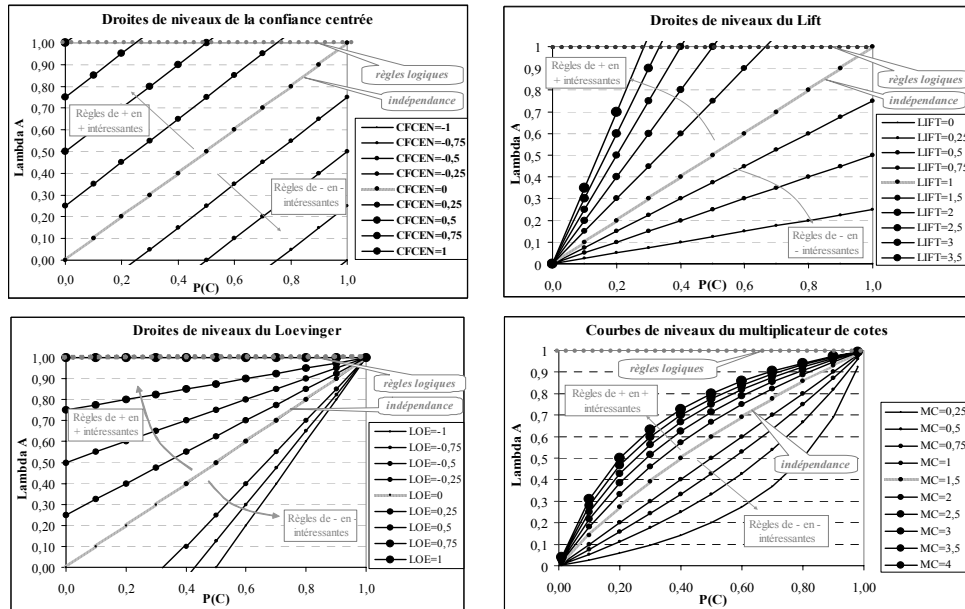 Droites de niveaux de la confiance centrée
1,00
0,90
0,80
0,70
0,60
0,50
0,40
0,30
0,20
0,10
0,00
Lambda A
0,0
0,2
0,4
0,6
0,8
1,0
P(C)
règles logiques
indépendance
Règles de + en
+ intéressantes
Règles de - en -
intéressantes
CFCEN=-1
CFCEN=-0,75
CFCEN=-0,5
CFCEN=-0,25
CFCEN=0
CFCEN=0,25
CFCEN=0,5
CFCEN=0,75
CFCEN=1
Droites de niveaux du Lift
1
0,9
0,8
0,7
0,6
0,5
0,4
0,3
0,2
0,1
0
Lambda A
0,0
0,2
0,4
0,6
0,8
1,0
P(C)
Règles de + en
+ intéressantes
règles logiques
indépendance
Règles de - en
- intéressantes
LIFT=0
LIFT=0,25
LIFT=0,5
LIFT=0,75
LIFT=1
LIFT=1,5
LIFT=2
LIFT=2,5
LIFT=3
LIFT=3,5
Droites de niveaux du Loevinger
1,00
0,90
0,80
0,70
0,60
0,50
0,40
0,30
0,20
0,10
0,00
Lambda A
0,0
0,2
0,4
0,6
0,8
1,0
P(C)
règles logiques
indépendance
Règles de + en
+ intéressantes
Règles de - en -
intéressantes
LOE=-1
LOE=-0,75
LOE=-0,5
LOE=-0,25
LOE=0
LOE=0,25
LOE=0,5
LOE=0,75
LOE=1
Courbes de niveaux du multiplicateur de cotes
1
0,9
0,8
0,7
0,6
0,5
0,4
0,3
0,2
0,1
0
Lambda A
0,00
0,20
0,40
0,60
0,80
1,00
P(C)
règles logiques
Règles de + en +
intéressantes
indépendance
Règles de - en -
intéressantes
MC=0,25
MC=0,5
MC=0,75
MC=1
MC=1,5
MC=2
MC=2,5
MC=3
MC=3,5
MC=4